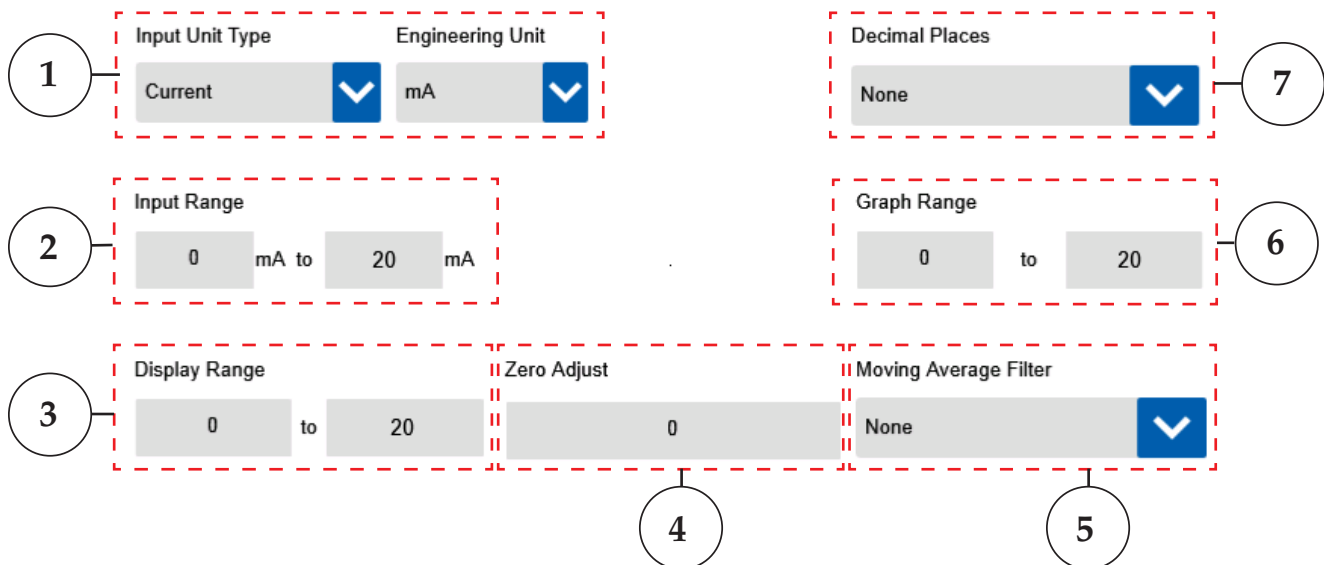 Input Unit Type Engineering Unit Decimal Places
1 Current mA None 7
Input Range Graph Range
2 0 mA to 20 mA 0 to 20 6
Display Range Zero Adjust Moving Average Filter
3 0 to 20 0 None
4 5